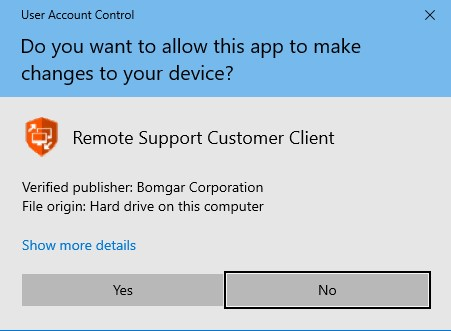 User Account Control
Do you want to allow this app to make
changes to your device?
Remote Support Customer Client
Verified publisher: Bomgar Corporation
File origin: Hard drive on this computer
Show more details
Yes
No